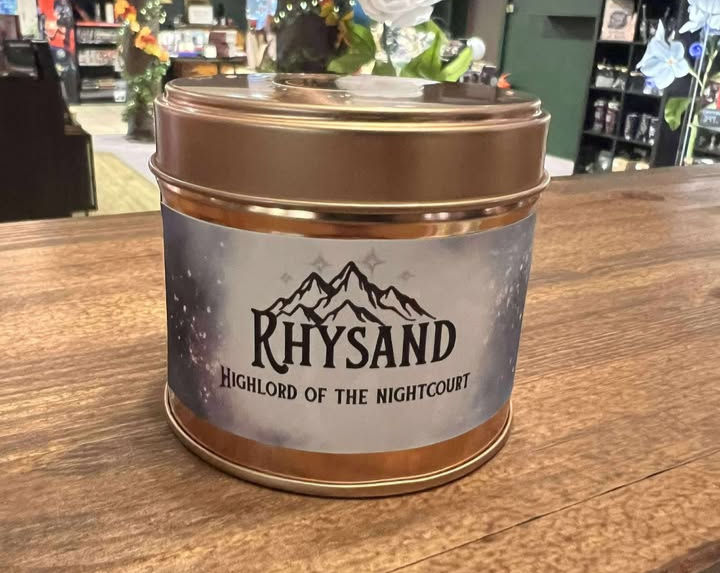 RHYSAND
HIGHLORD OF THE NIGHTCOURT